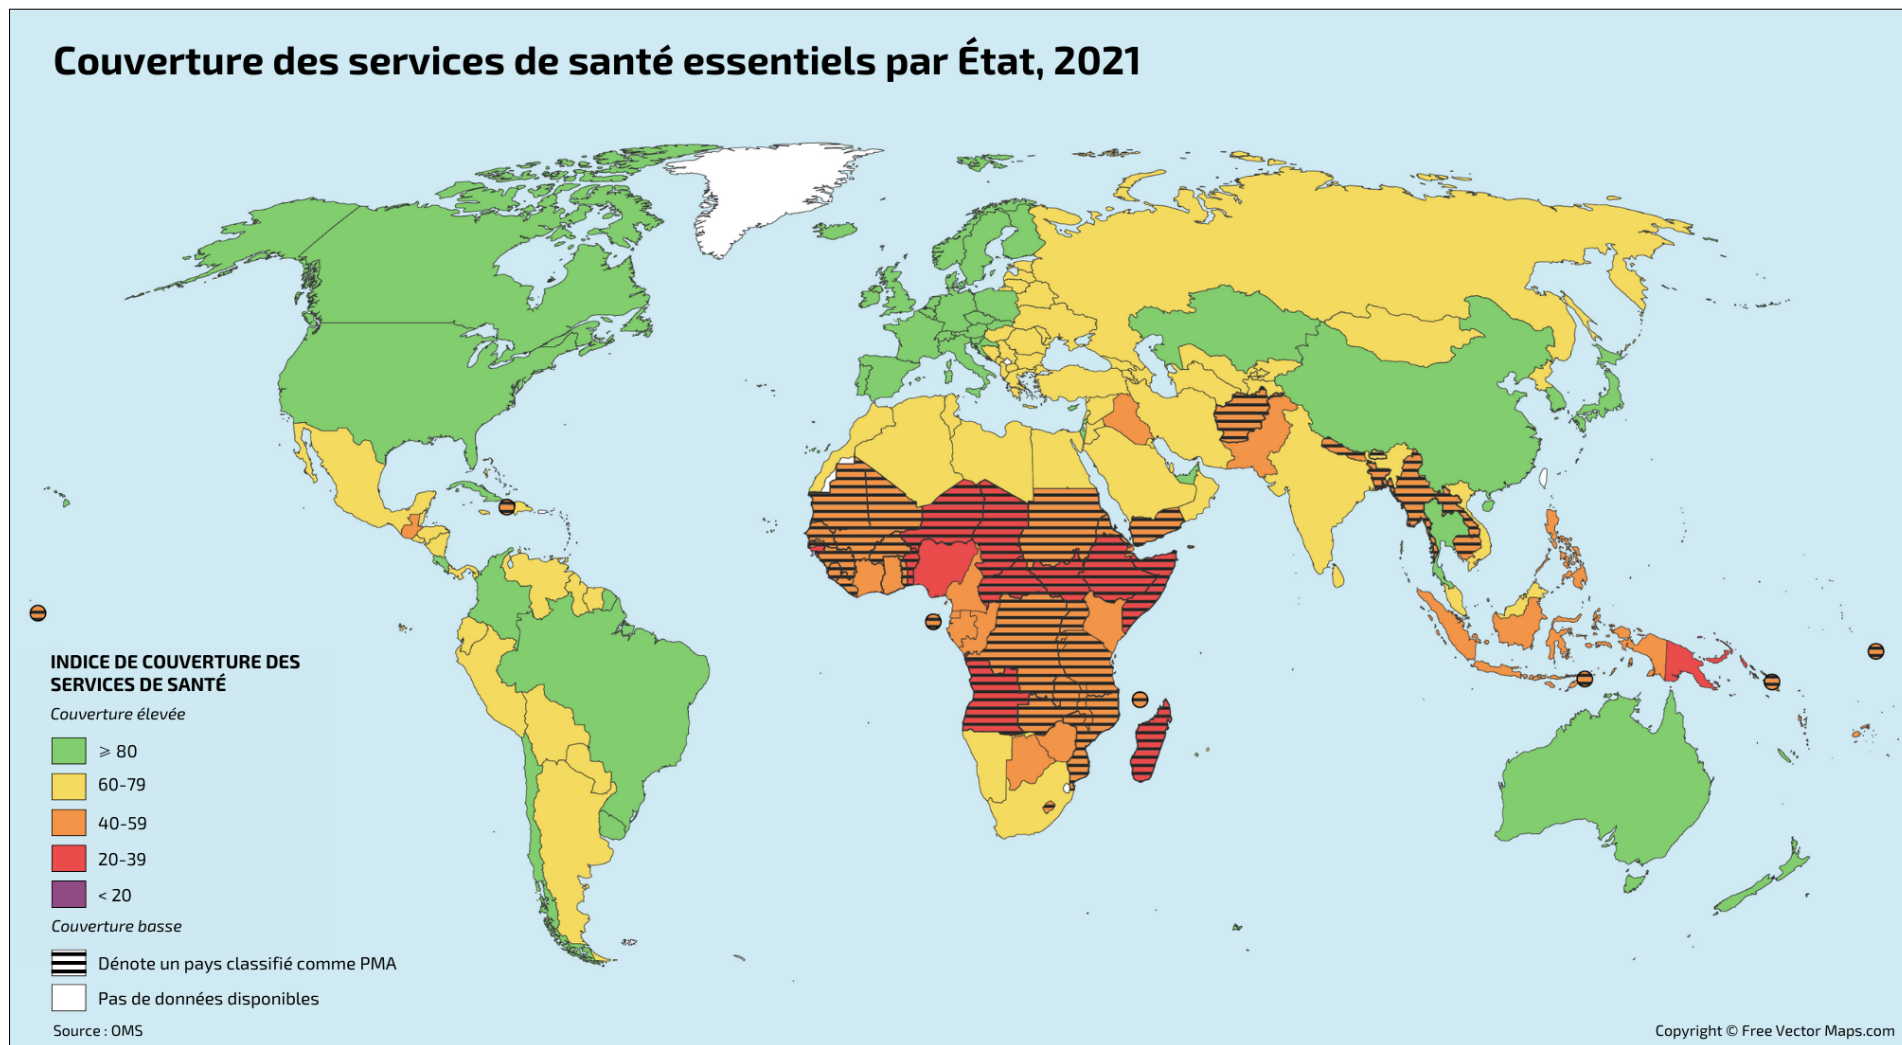 Couverture des services de santé essentiels par État, 2021
INDICE DE COUVERTURE DES
SERVICES DE SANTÉ
Couverture élevée
⩾ 80
60-79
40-59
20-39
< 20
Couverture basse
Dénote un pays classifié comme PMA
Pas de données disponibles
Source : OMS
Copyright © Free Vector Maps.com